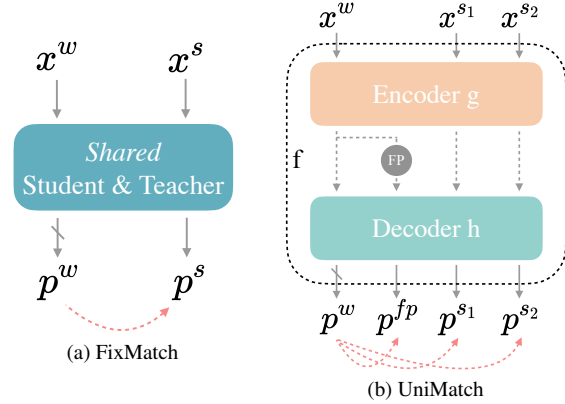 x^w x^s
Shared
Student & Teacher
p^w p^s
(a) FixMatch
x^w x^{s_1} x^{s_2}
Encoder g
f
FP
Decoder h
p^w p^{fp} p^{s_1} p^{s_2}
(b) UniMatch